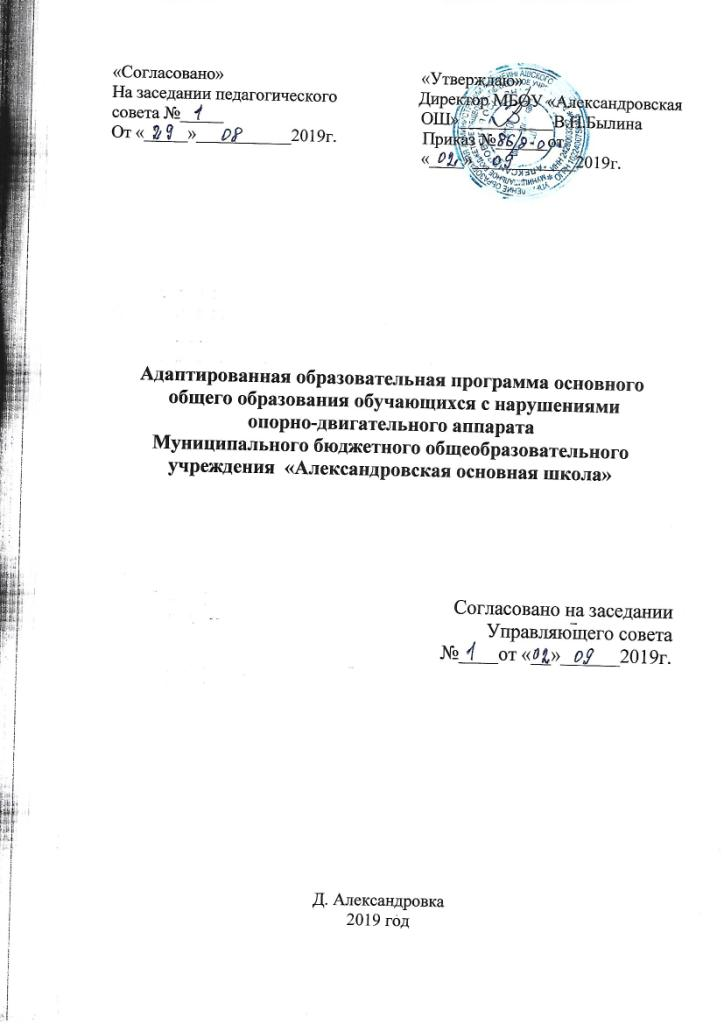 «Согласовано»
На заседании педагогического
совета № 1
От « 29 » 08 2019г.
«Утверждаю»
Директор МБОУ «Александровская
ОШ» В.П.Былина
Приказ № от
« 02 » 09 2019г.
Адаптированная образовательная программа основного
общего образования обучающихся с нарушениями
опорно-двигательного аппарата
Муниципального бюджетного общеобразовательного
учреждения «Александровская основная школа»
Согласовано на заседании
Управляющего совета
№ 1 от «02» 09 2019г.
Д. Александровка
2019 год